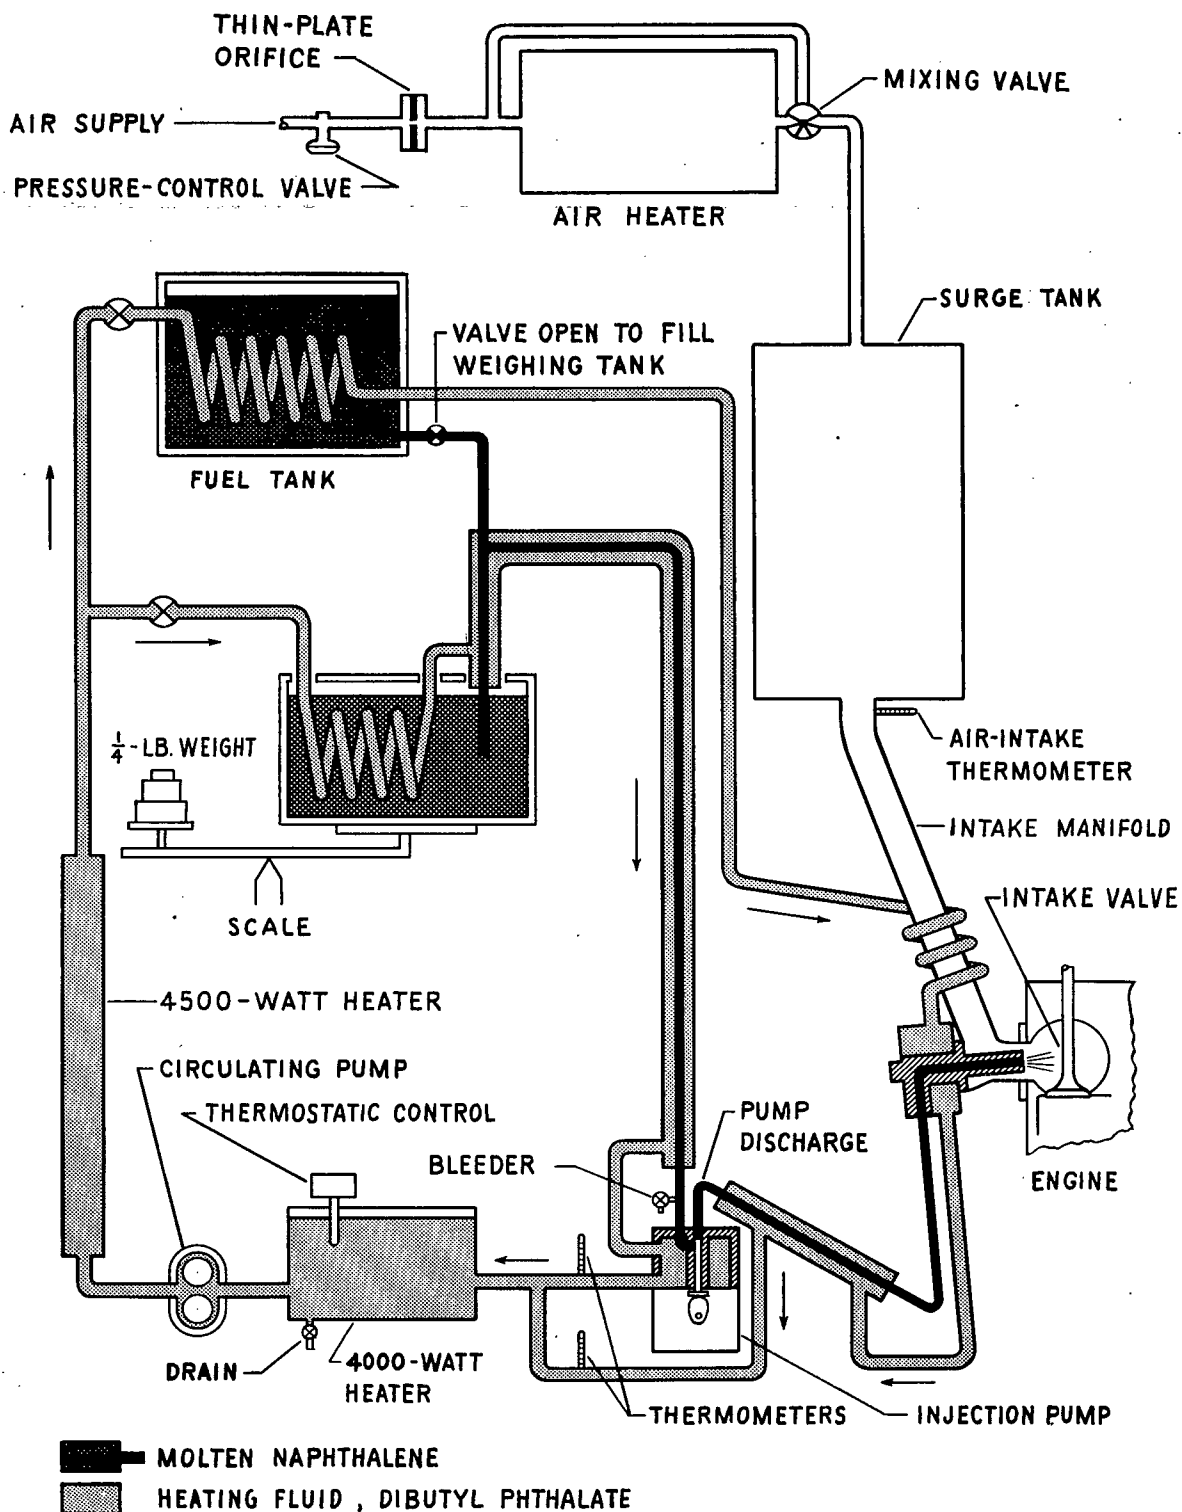 THIN-PLATE
ORIFICE
MIXING VALVE
AIR SUPPLY
PRESSURE-CONTROL VALVE
AIR HEATER
SURGE TANK
VALVE OPEN TO FILL
WEIGHING TANK
FUEL TANK
1/4-LB. WEIGHT
AIR-INTAKE
THERMOMETER
INTAKE MANIFOLD
INTAKE VALVE
SCALE
4500-WATT HEATER
CIRCULATING PUMP
THERMOSTATIC CONTROL
PUMP
DISCHARGE
BLEEDER
ENGINE
DRAIN
4000-WATT
HEATER
THERMOMETERS
INJECTION PUMP
MOLTEN NAPHTHALENE
HEATING FLUID , DIBUTYL PHTHALATE